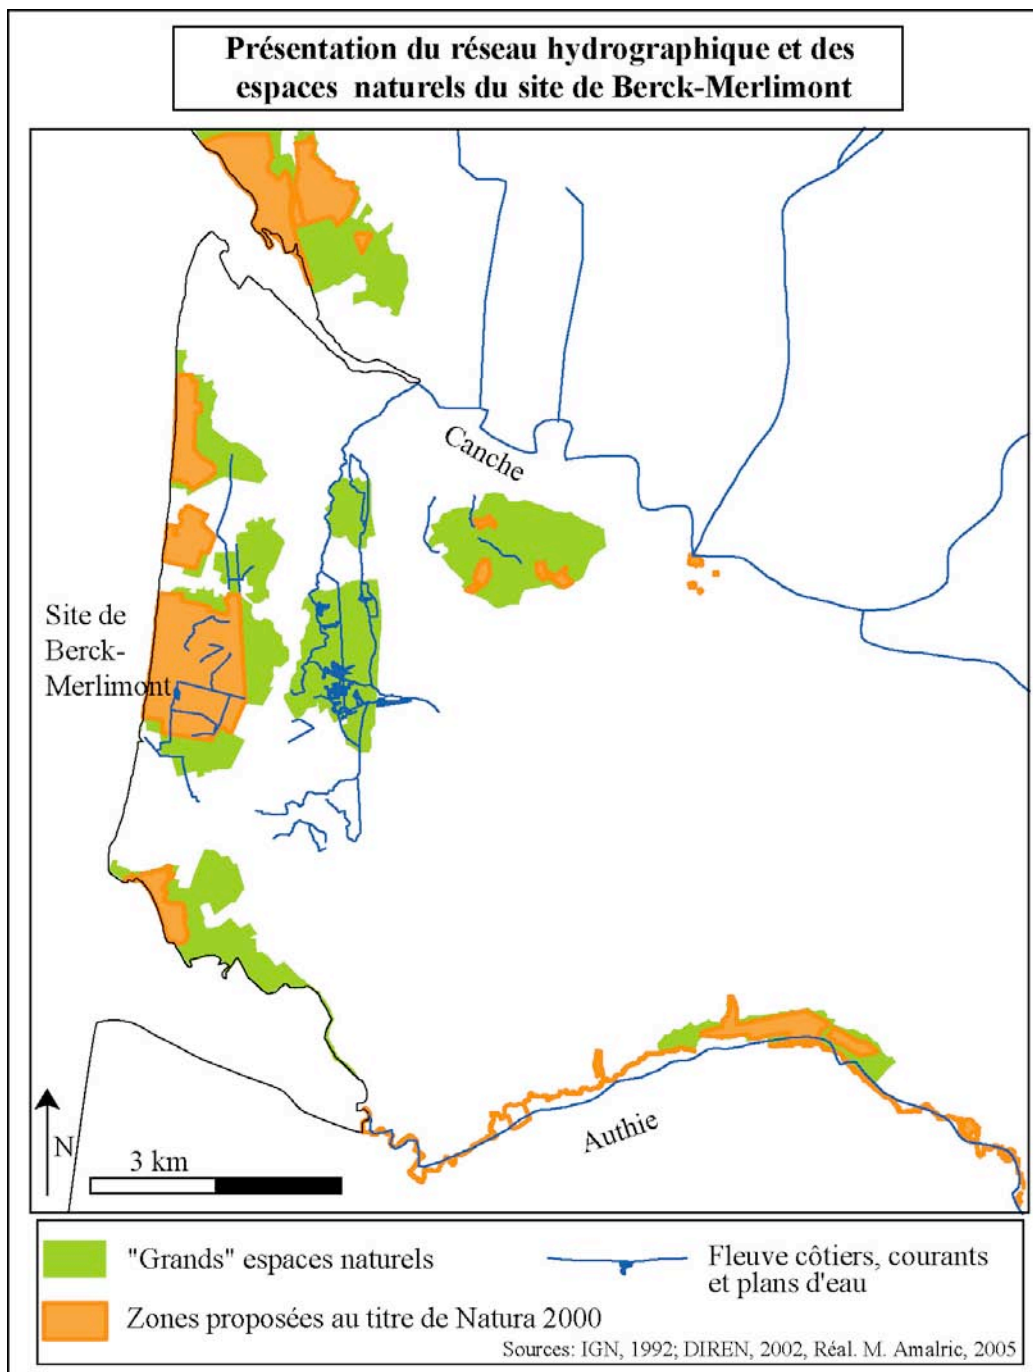 Présentation du réseau hydrographique et des
espaces naturels du site de Berck-Merlimont
Canche
Site de
Berck-
Merlimont
Authie
N
3 km
"Grands" espaces naturels
Zones proposées au titre de Natura 2000
Fleuve côtiers, courants
et plans d'eau
Sources: IGN, 1992; DIREN, 2002, Réal. M. Amalric, 2005